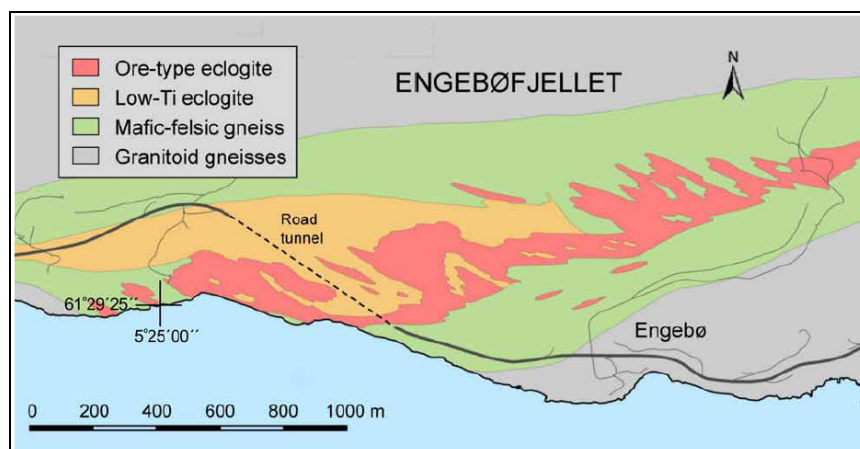 Ore-type eclogite
Low-Ti eclogite
Mafic-felsic gneiss
Granitoid gneisses
ENGEBØFJELLET
N
Road
tunnel
61°29´25´´
5°25´00´´
Engebø
0 200 400 600 800 1000 m